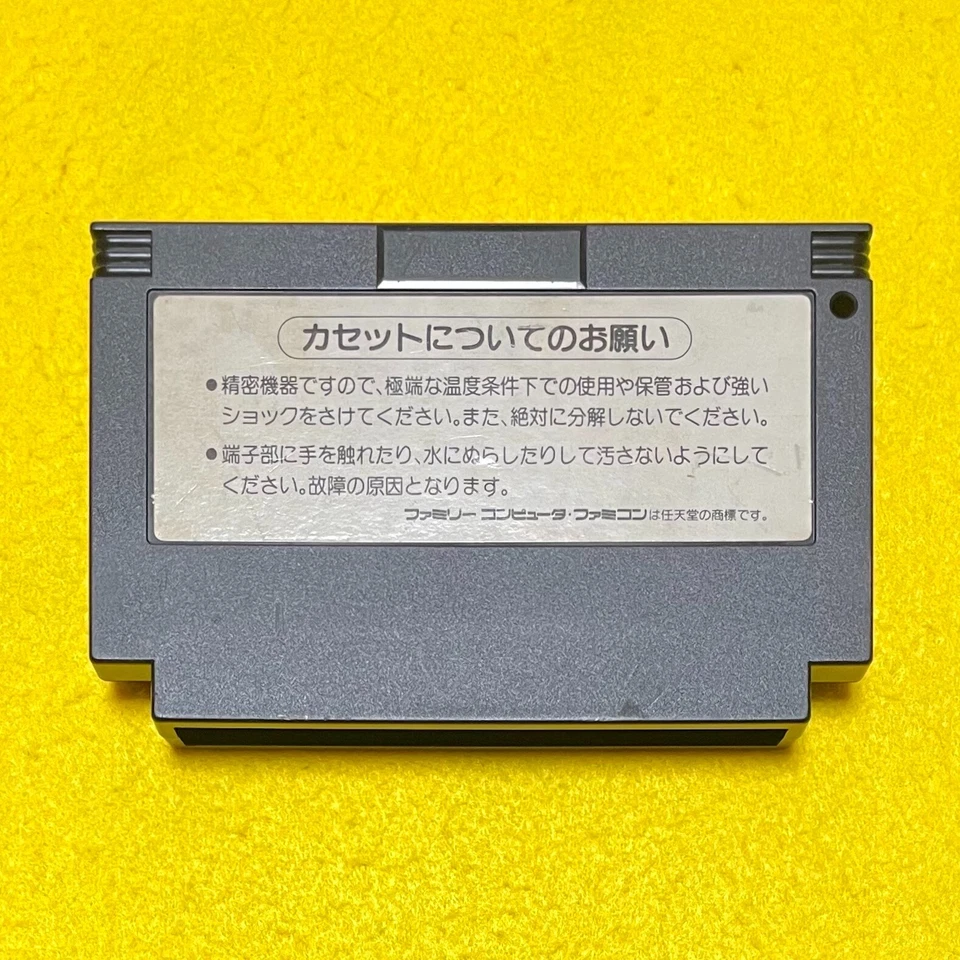 カセットについてのお願い
●精密機器ですので、極端な温度条件下での使用や保管および強い
ショックをさけてください。また、絶対に分解しないでください。
●端子部に手を触れたり、水にぬらしたりして汚さないようにして
ください。故障の原因となります。
ファミリー コンピュータ・ファミコンは任天堂の商標です。